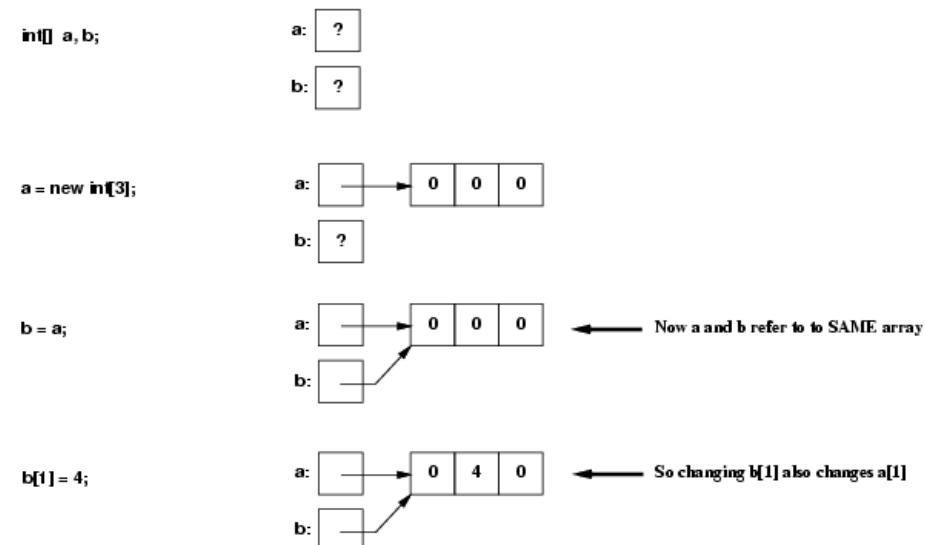 int[] a, b;
a: ?
b: ?
a = new int[3];
a: 0 0 0
b: ?
b = a;
a: 0 0 0
Now a and b refer to to SAME array
b:
b[1] = 4;
a: 0 4 0
So changing b[1] also changes a[1]
b: